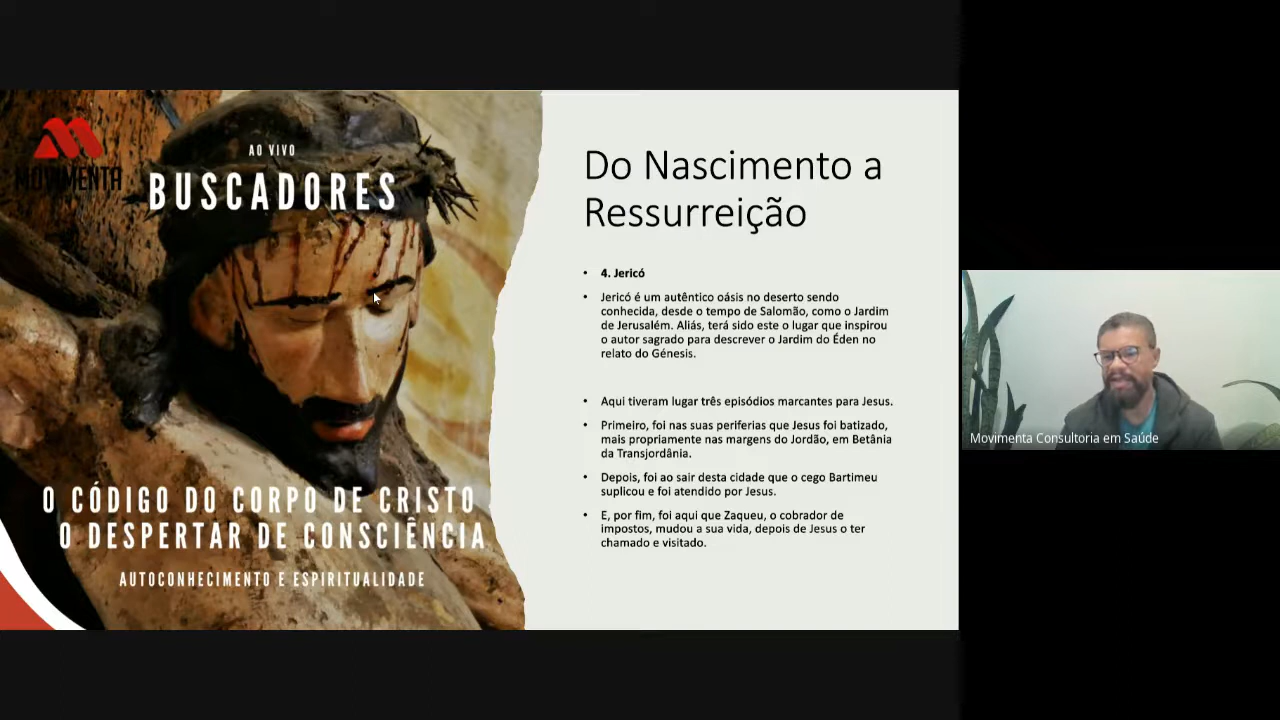 MOVIMENTA
AO VIVO
BUSCADORES
O CÓDIGO DO CORPO DE CRISTO
O DESPERTAR DE CONSCIÊNCIA
AUTOCONHECIMENTO E ESPIRITUALIDADE
Do Nascimento a
Ressurreição
• 4. Jericó
• Jericó é um autêntico oásis no deserto sendo
conhecida, desde o tempo de Salomão, como o Jardim
de Jerusalém. Aliás, terá sido este o lugar que inspirou
o autor sagrado para descrever o Jardim do Éden no
relato do Génesis.
• Aqui tiveram lugar três episódios marcantes para Jesus.
• Primeiro, foi nas suas periferias que Jesus foi batizado,
mais propriamente nas margens do Jordão, em Betânia
da Transjordânia.
• Depois, foi ao sair desta cidade que o cego Bartimeu
suplicou e foi atendido por Jesus.
• E, por fim, foi aqui que Zaqueu, o cobrador de
impostos, mudou a sua vida, depois de Jesus o ter
chamado e visitado.
Movimenta Consultoria em Saúde